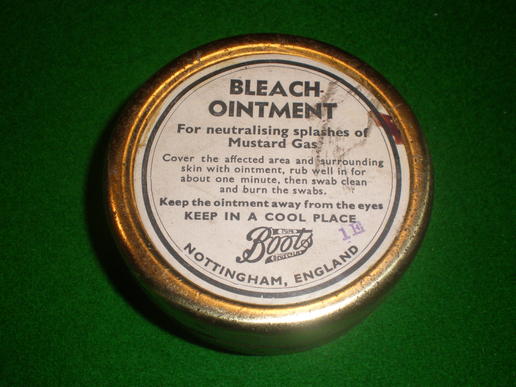 BLEACH
OINTMENT
For neutralising splashes of
Mustard Gas
Cover the affected area and surrounding
skin with ointment, rub well in for
about one minute, then swab clean
and burn the swabs.
Keep the ointment away from the eyes
KEEP IN A COOL PLACE
Boots
1E
NOTTINGHAM, ENGLAND